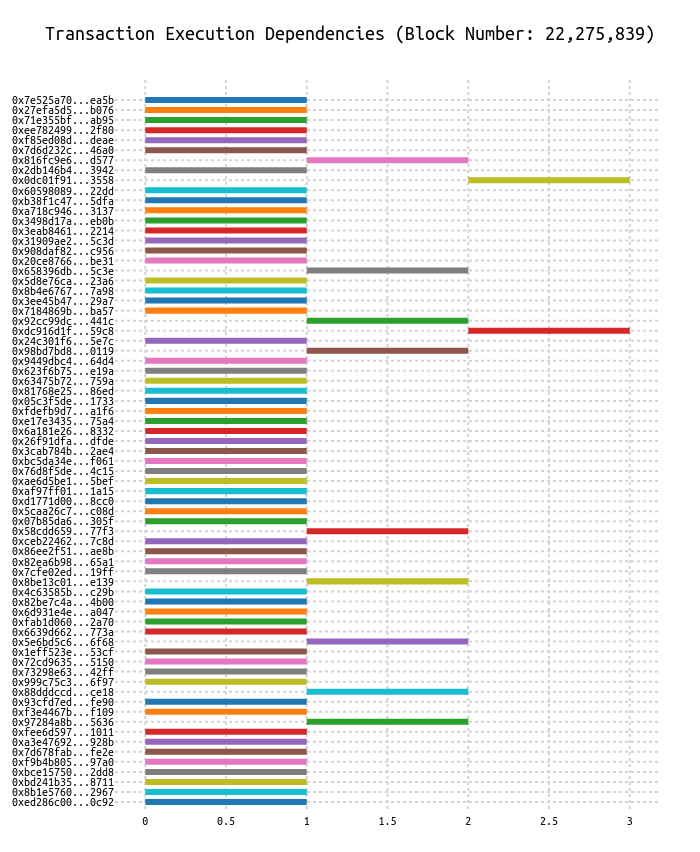 Transaction Execution Dependencies (Block Number: 22,275,839)
0x7e525a70...ea5b
0x27efa5d5...b076
0x71e355bf...ab95
0xee782499...2f80
0xf85ed08d...deae
0x7d6d232c...46a0
0x816fc9e6...d577
0x2db146b4...3942
0x0dc01f91...3558
0x60598089...22dd
0xb38f1c47...5dfa
0xa718c946...3137
0x3498d17a...eb0b
0x3eab8461...2214
0x31909ae2...5c3d
0x908daf82...c956
0x20ce8766...be31
0x658396db...5c3e
0x5d8e76ca...23a6
0x8b4e6767...7a98
0x3ee45b47...29a7
0x7184869b...ba57
0x92cc99dc...441c
0xdc916d1f...59c8
0x24c301f6...5e7c
0x98bd7bd8...0119
0x9449dbc4...64d4
0x623f6b75...e19a
0x63475b72...759a
0x81768e25...86ed
0x05c3f5de...1733
0xfdefb9d7...a1f6
0xe17e3435...75a4
0x6a181e26...8332
0x26f91dfa...dfde
0x3cab784b...2ae4
0xbc5da34e...f061
0x76d8f5de...4c15
0xae6d5be1...5bef
0xaf97ff01...1a15
0xd1771d00...8cc0
0x5caa26c7...c08d
0x07b85da6...305f
0x58cdd659...77f3
0xceb22462...7c8d
0x86ee2f51...ae8b
0x82ea6b98...65a1
0x7cfe02ed...19ff
0x8be13c01...e139
0x4c63585b...c29b
0x82be7c4a...4b00
0x6d931e4e...a047
0xfab1d060...2a70
0x6639d662...773a
0x5e6bd5c6...6f68
0x1eff523e...53cf
0x72cd9635...5150
0x73298e63...42ff
0x999c75c3...6f97
0x88dddccd...ce18
0x93cfd7ed...fe90
0xf3e4467b...f109
0x97284a8b...5636
0xfee6d597...1011
0xa3e47692...928b
0x7d678fab...fe2e
0xf9b4b805...97a0
0xbce15750...2dd8
0xbd241b35...8711
0x8b1e5760...2967
0xed286c00...0c92
0 0.5 1 1.5 2 2.5 3